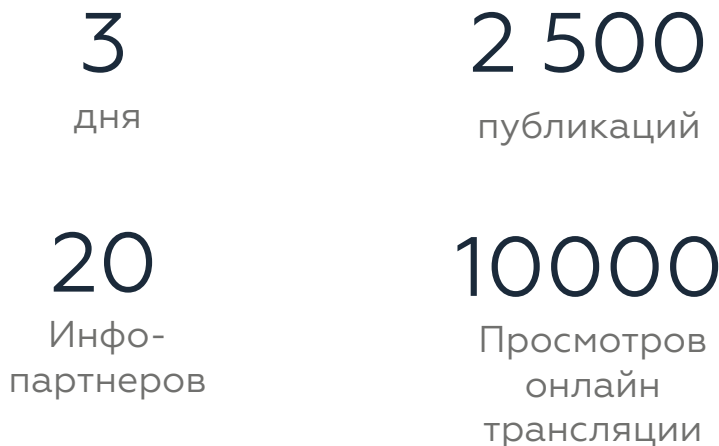 3
дня
2 500
публикаций
20
Инфо-
партнеров
10000
Просмотров
онлайн
трансляции